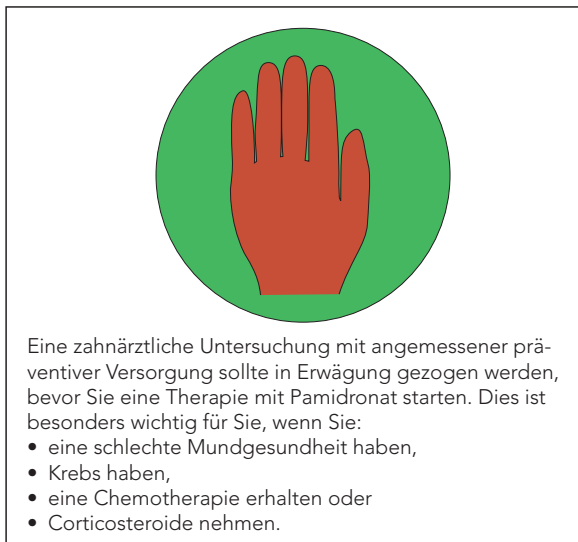 Eine zahnärztliche Untersuchung mit angemessener prä-
ventiver Versorgung sollte in Erwägung gezogen werden,
bevor Sie eine Therapie mit Pamidronat starten. Dies ist
besonders wichtig für Sie, wenn Sie:
• eine schlechte Mundgesundheit haben,
• Krebs haben,
• eine Chemotherapie erhalten oder
• Corticosteroide nehmen.